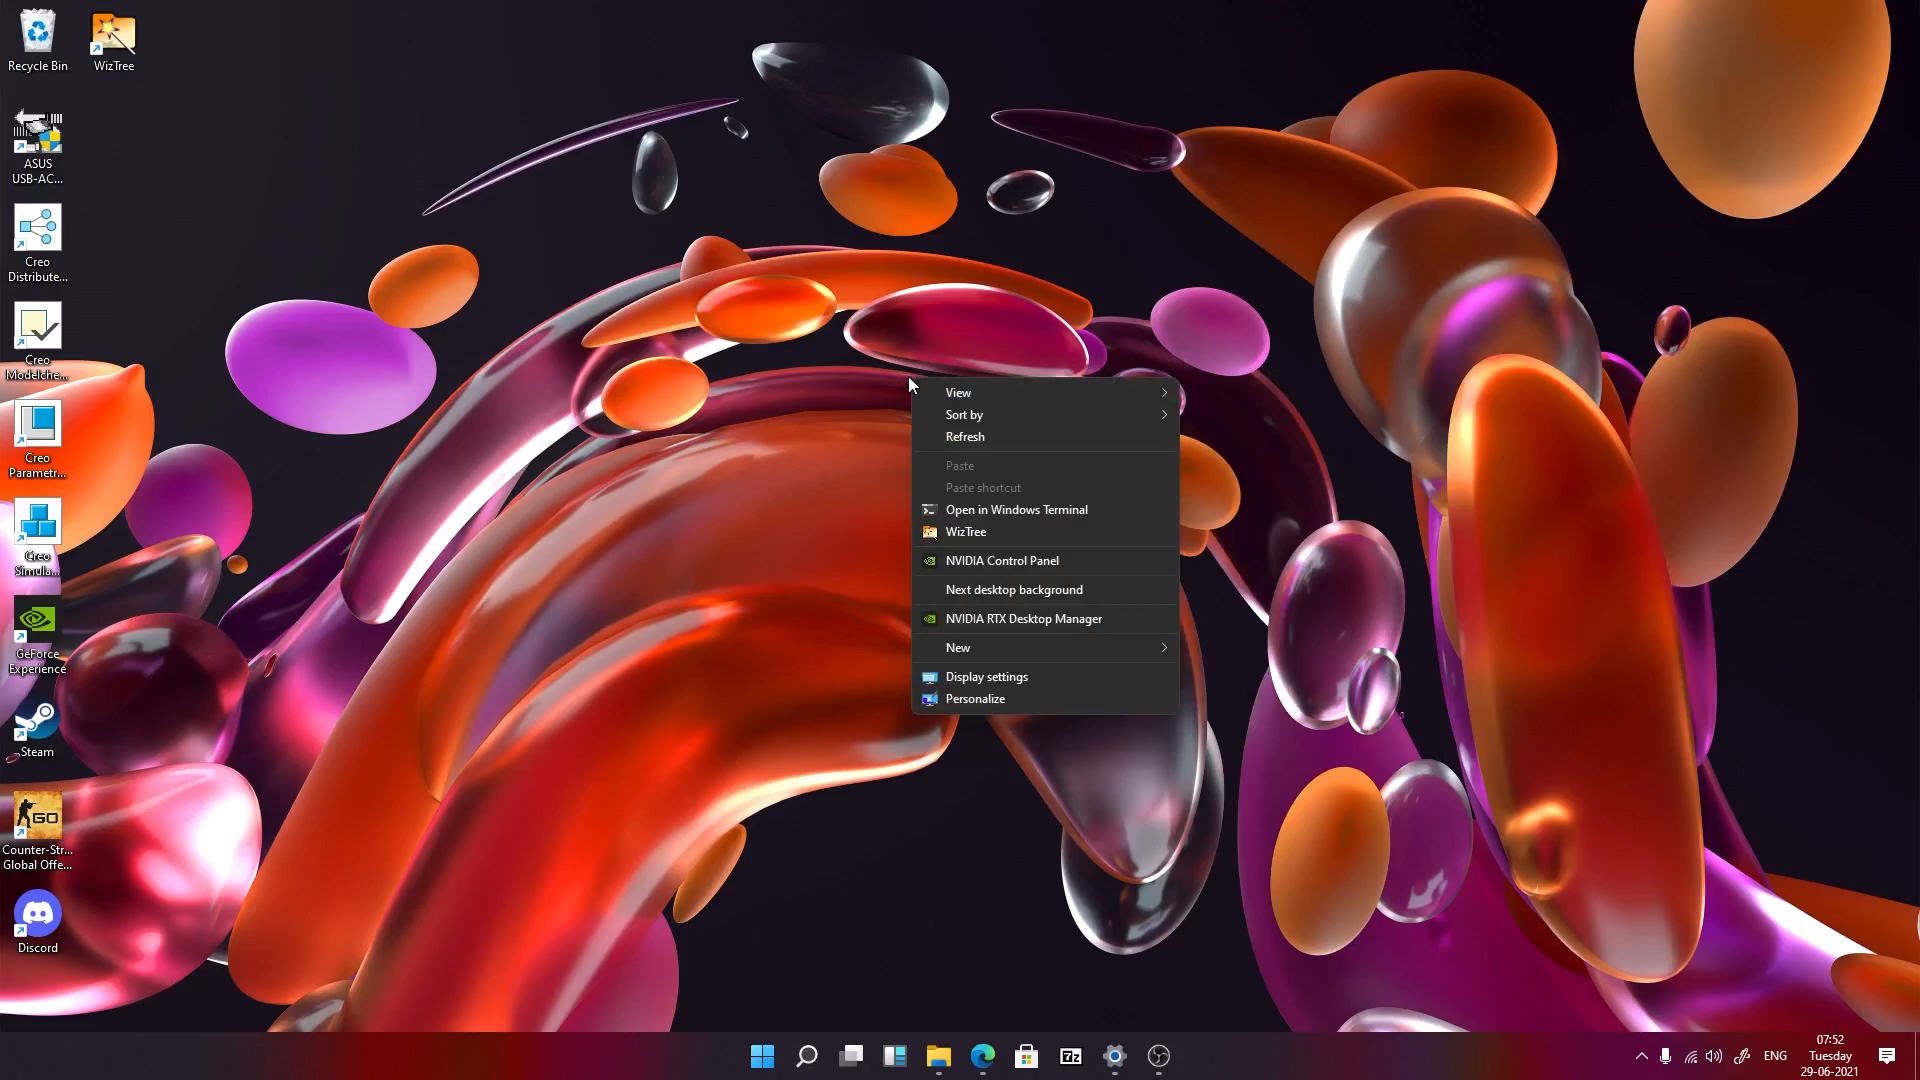 Recycle Bin
WizTree
ASUS
USB-AC...
Creo
Distribute...
Creo
Modelche...
Creo
Parametr...
Creo
Simula...
GeForce
Experience
Steam
GO
Counter-Str...
Global Offe...
Discord
View
Sort by
Refresh
Paste
Paste shortcut
Open in Windows Terminal
WizTree
NVIDIA Control Panel
Next desktop background
NVIDIA RTX Desktop Manager
New
Display settings
Personalize
7z
ENG
07:52
Tuesday
29-06-2021